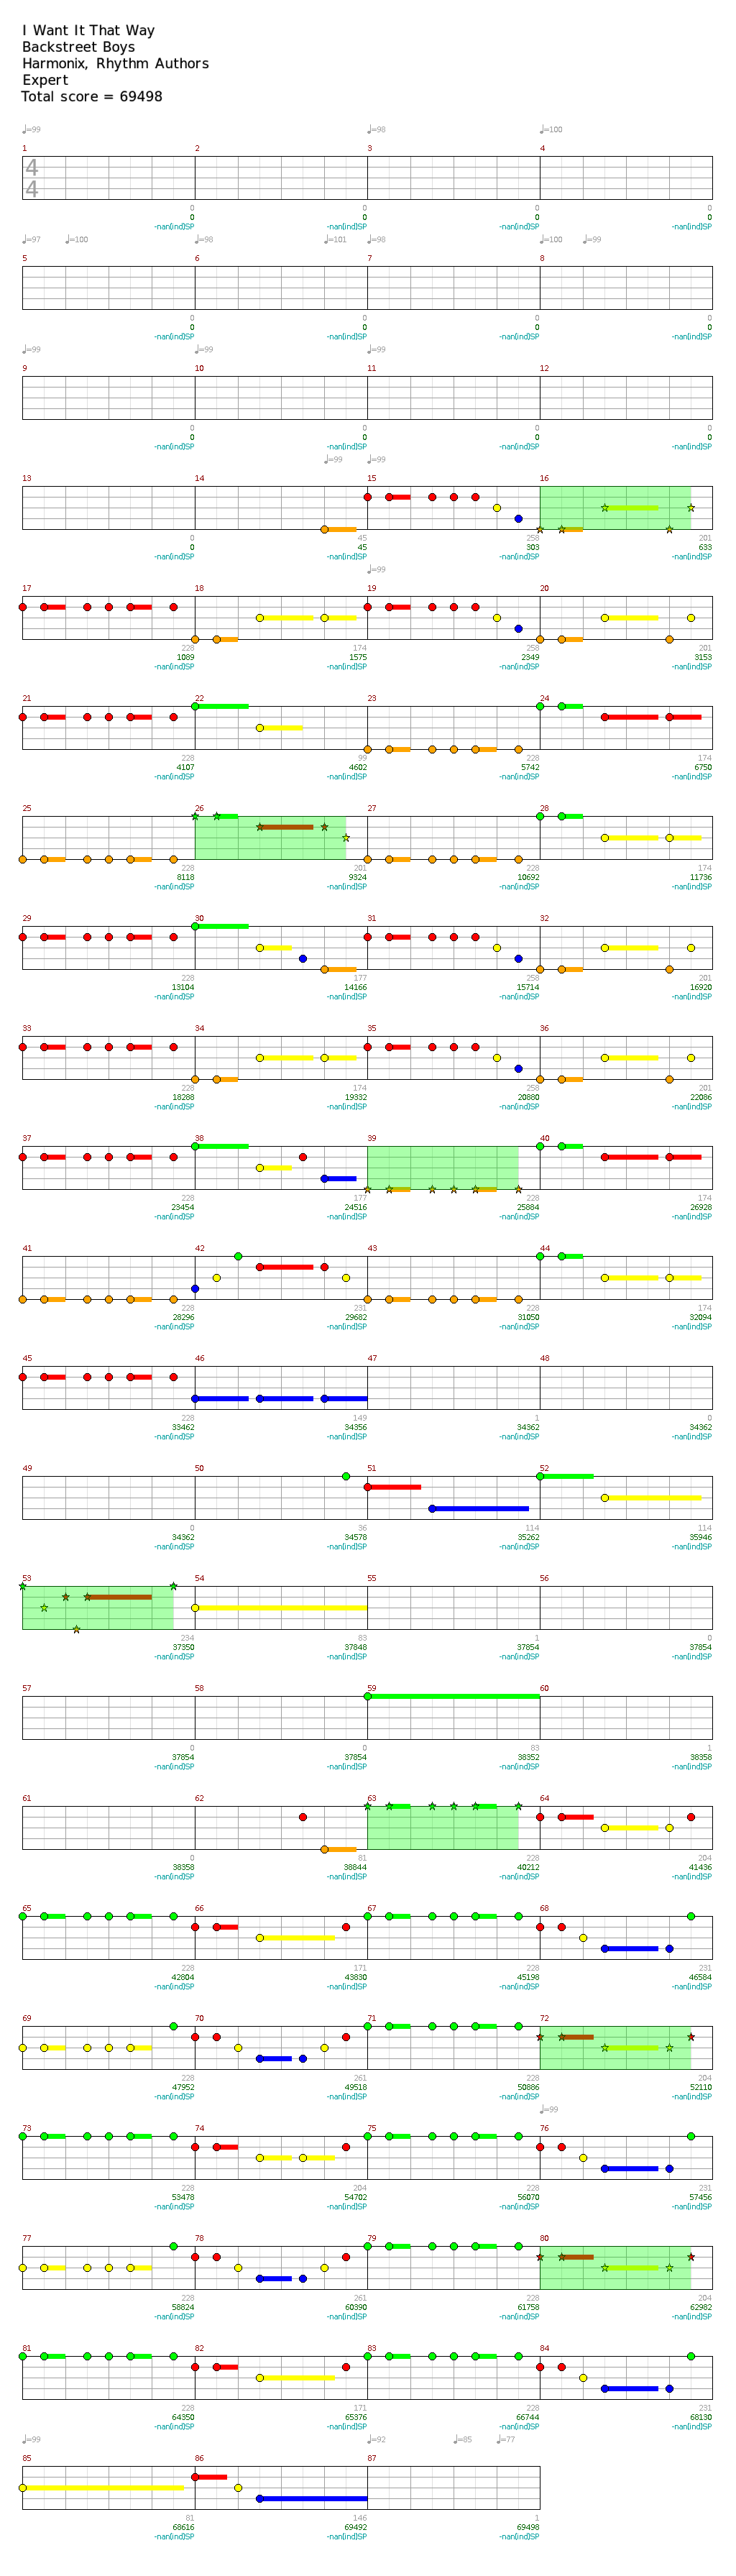 I Want It That Way
Backstreet Boys
Harmonix, Rhythm Authors
Expert
Total score = 69498
♩=99 ♩=98 ♩=100
1 2 3 4
4
4
0 0 0 0
0 0 0 0
-nan(ind)SP -nan(ind)SP -nan(ind)SP -nan(ind)SP
♩=97 ♩=100 ♩=98 ♩=101 ♩=98 ♩=100 ♩=99
5 6 7 8
0 0 0 0
0 0 0 0
-nan(ind)SP -nan(ind)SP -nan(ind)SP -nan(ind)SP
♩=99 ♩=99 ♩=99
9 10 11 12
0 0 0 0
0 0 0 0
-nan(ind)SP -nan(ind)SP -nan(ind)SP -nan(ind)SP
♩=99 ♩=99
13 14 15 16
0 45 258 201
0 45 303 633
-nan(ind)SP -nan(ind)SP -nan(ind)SP -nan(ind)SP
♩=99
17 18 19 20
228 174 258 201
1089 1575 2349 3153
-nan(ind)SP -nan(ind)SP -nan(ind)SP -nan(ind)SP
21 22 23 24
228 99 228 174
4107 4602 5742 6750
-nan(ind)SP -nan(ind)SP -nan(ind)SP -nan(ind)SP
25 26 27 28
228 201 228 174
8118 9324 10692 11736
-nan(ind)SP -nan(ind)SP -nan(ind)SP -nan(ind)SP
29 30 31 32
228 177 258 201
13104 14166 15714 16920
-nan(ind)SP -nan(ind)SP -nan(ind)SP -nan(ind)SP
33 34 35 36
228 174 258 201
18288 19332 20880 22086
-nan(ind)SP -nan(ind)SP -nan(ind)SP -nan(ind)SP
37 38 39 40
228 177 228 174
23454 24516 25884 26928
-nan(ind)SP -nan(ind)SP -nan(ind)SP -nan(ind)SP
41 42 43 44
228 231 228 174
28296 29682 31050 32094
-nan(ind)SP -nan(ind)SP -nan(ind)SP -nan(ind)SP
45 46 47 48
228 149 1 0
33462 34356 34362 34362
-nan(ind)SP -nan(ind)SP -nan(ind)SP -nan(ind)SP
49 50 51 52
0 36 114 114
34362 34578 35262 35946
-nan(ind)SP -nan(ind)SP -nan(ind)SP -nan(ind)SP
53 54 55 56
234 83 1 0
37350 37848 37854 37854
-nan(ind)SP -nan(ind)SP -nan(ind)SP -nan(ind)SP
57 58 59 60
0 0 83 1
37854 37854 38352 38358
-nan(ind)SP -nan(ind)SP -nan(ind)SP -nan(ind)SP
61 62 63 64
0 81 228 204
38358 38844 40212 41436
-nan(ind)SP -nan(ind)SP -nan(ind)SP -nan(ind)SP
65 66 67 68
228 171 228 231
42804 43830 45198 46584
-nan(ind)SP -nan(ind)SP -nan(ind)SP -nan(ind)SP
69 70 71 72
228 261 228 204
47952 49518 50886 52110
-nan(ind)SP -nan(ind)SP -nan(ind)SP -nan(ind)SP
♩=99
73 74 75 76
228 204 228 231
53478 54702 56070 57456
-nan(ind)SP -nan(ind)SP -nan(ind)SP -nan(ind)SP
77 78 79 80
228 261 228 204
58824 60390 61758 62982
-nan(ind)SP -nan(ind)SP -nan(ind)SP -nan(ind)SP
81 82 83 84
228 171 228 231
64350 65376 66744 68130
-nan(ind)SP -nan(ind)SP -nan(ind)SP -nan(ind)SP
♩=99 ♩=92 ♩=85 ♩=77
85 86 87
81 146 1
68616 69492 69498
-nan(ind)SP -nan(ind)SP -nan(ind)SP